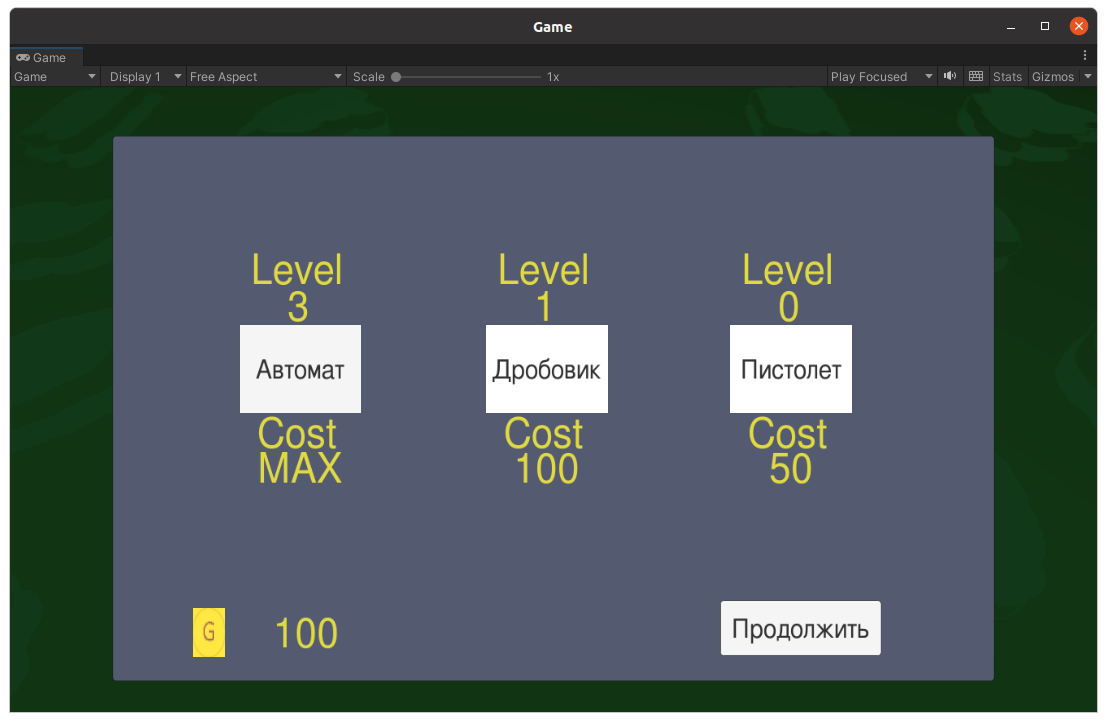 Game
Game
Game Display 1 Free Aspect Scale 1x Play Focused Stats Gizmos
Level Level Level
3 1 0
Автомат Дробовик Пистолет
Cost Cost Cost
MAX 100 50
G 100 Продолжить